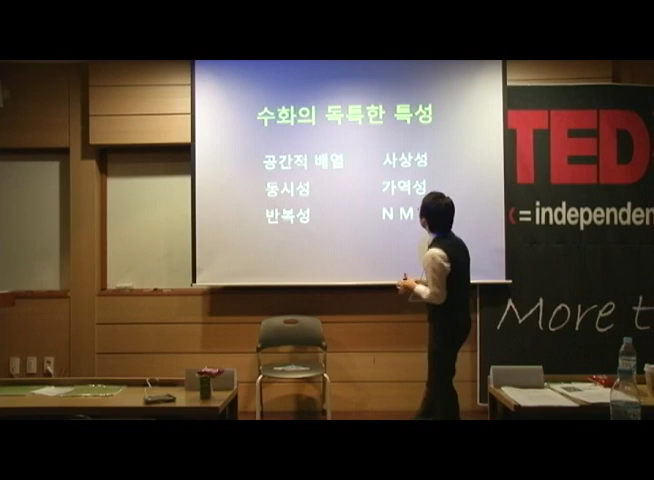 수화의 독특한 특성
공간적 배열 사상성
동시성 가역성
반복성 N M
TED
= independen
More t